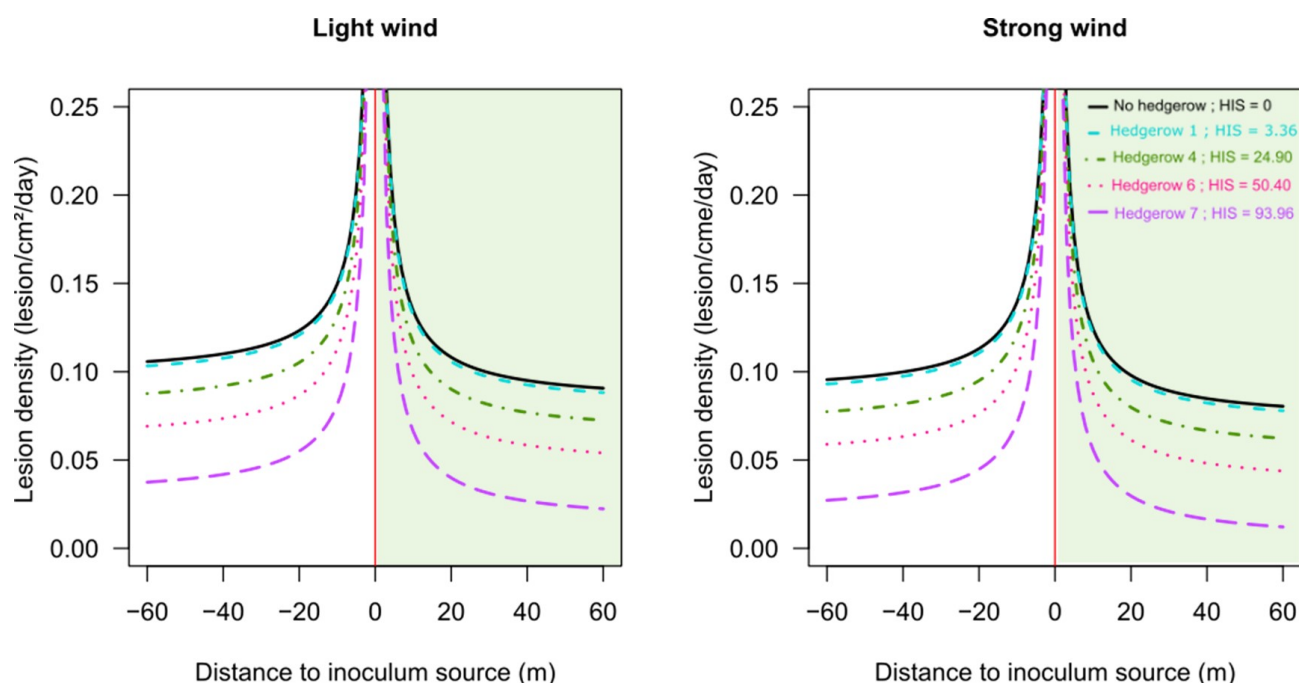 Light wind
Strong wind
Lesion density (lesion/cm²/day)
0.25
0.20
0.15
0.10
0.05
0.00
−60 −40 −20 0 20 40 60
Distance to inoculum source (m)
Lesion density (lesion/cme/day)
0.25
0.20
0.15
0.10
0.05
0.00
No hedgerow ; HIS = 0
Hedgerow 1 ; HIS = 3.36
Hedgerow 4 ; HIS = 24.90
Hedgerow 6 ; HIS = 50.40
Hedgerow 7 ; HIS = 93.96
−60 −40 −20 0 20 40 60
Distance to inoculum source (m)